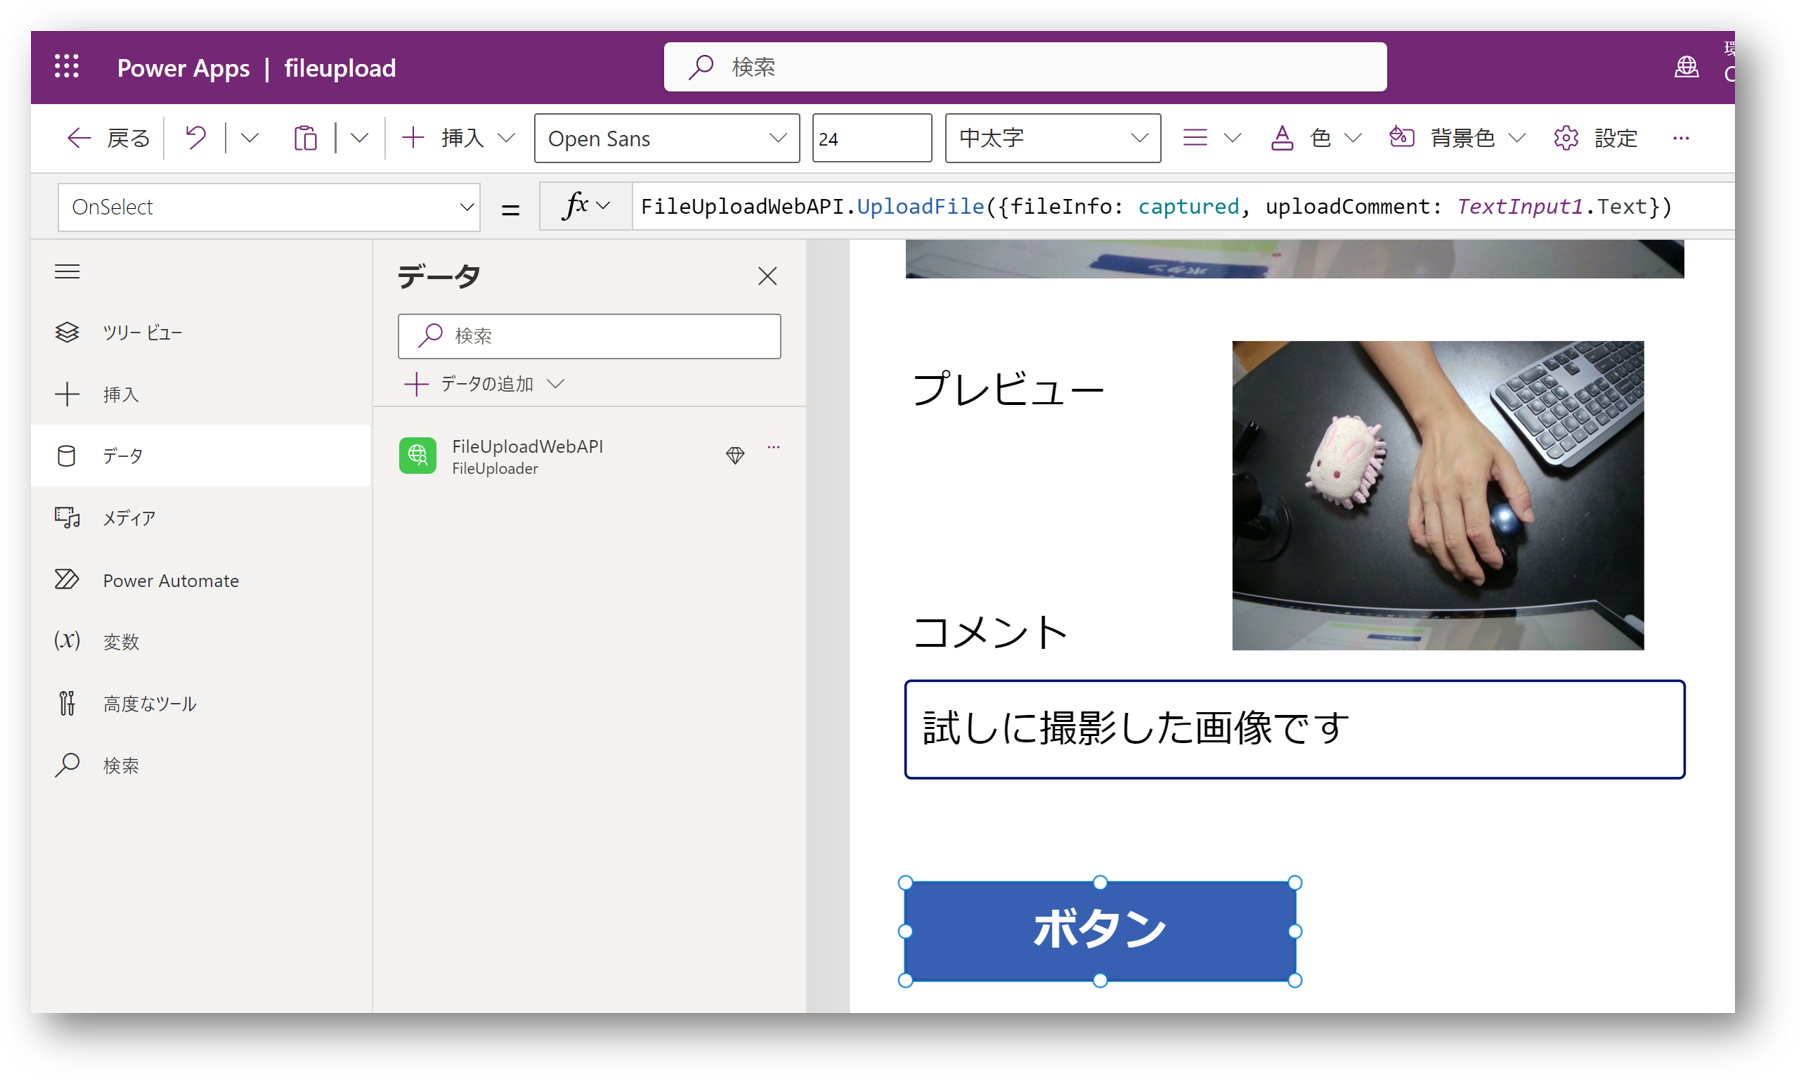 Power Apps | fileupload
検索
環
戻る
挿入
Open Sans
24
中太字
色
背景色
設定
OnSelect
=
fx
FileUploadWebAPI.UploadFile({fileInfo: captured, uploadComment: TextInput1.Text})
ツリー ビュー
挿入
データ
メディア
Power Automate
(x) 変数
高度なツール
検索
データ
検索
データの追加
FileUploadWebAPI
FileUploader
プレビュー
コメント
試しに撮影した画像です
ボタン